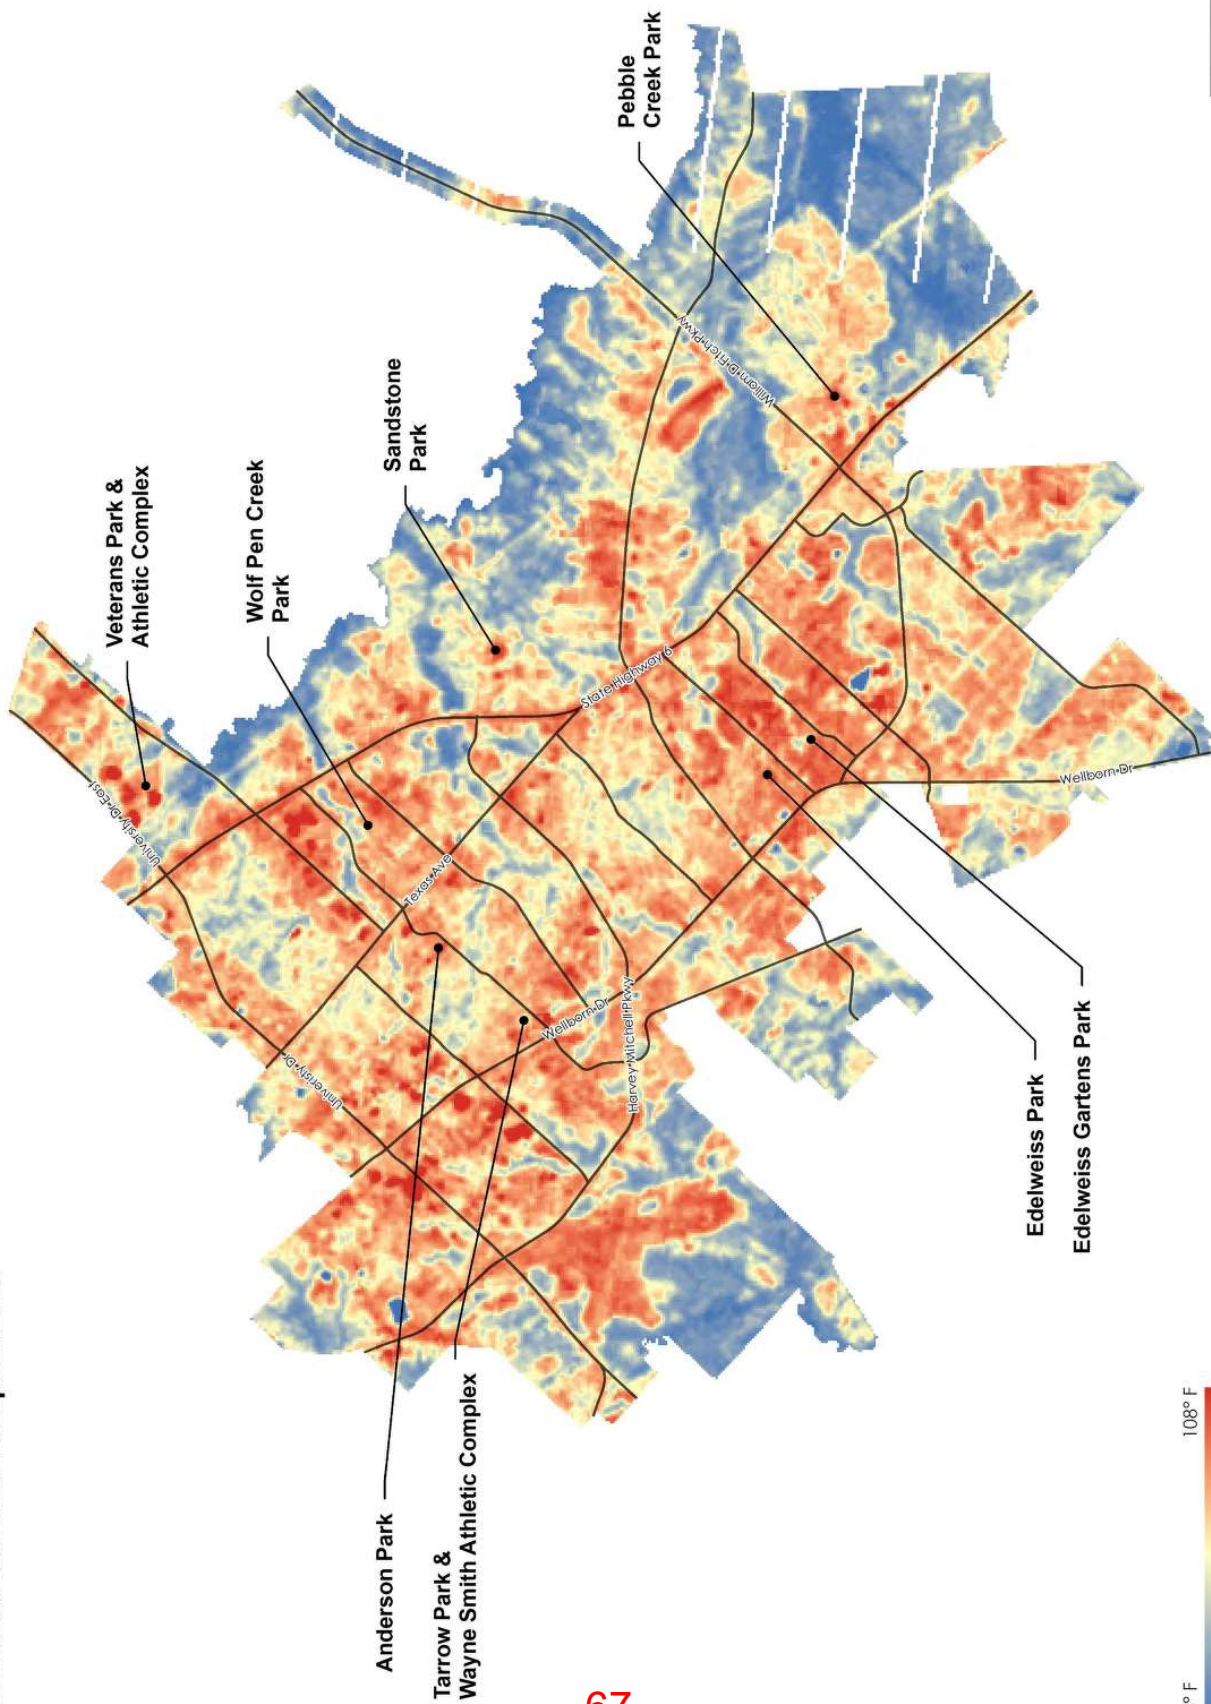 Veterans Park &
Athletic Complex
Wolf Pen Creek
Park
Sandstone
Park
Pebble
Creek Park
University Dr East
Texas Ave
State Highway 6
William D Fitch Pkwy
Univeristy Dr
Wellborn Dr
Harvey Mitchell Pkwy
Wellborn Dr
Anderson Park
Tarrow Park &
Wayne Smith Athletic Complex
Edelweiss Park
Edelweiss Gartens Park
° F
108° F
67